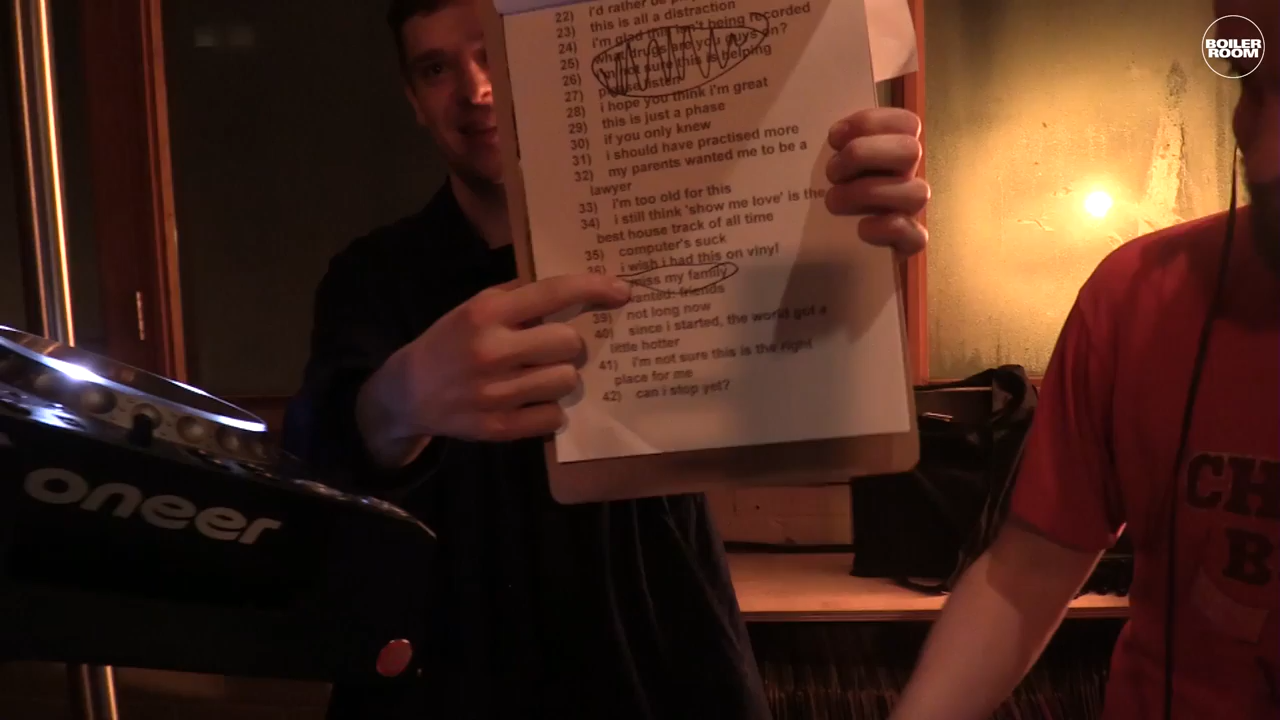 22) i'd rather be
23) this is all a distraction
24) i'm glad this isn't being recorded
25) what drugs are you guys on?
26) i'm not sure this is helping
27) please listen
28) i hope you think i'm great
29) this is just a phase
30) if you only knew
31) i should have practised more
32) my parents wanted me to be a
lawyer
33) i'm too old for this
34) i still think 'show me love' is the
best house track of all time
35) computer's suck
36) i wish i had this on vinyl
miss my family
wanted: friends
39) not long now
40) since i started, the world got a
little hotter
41) i'm not sure this is the right
place for me
42) can i stop yet?
BOILER
ROOM
oneer
CH
B